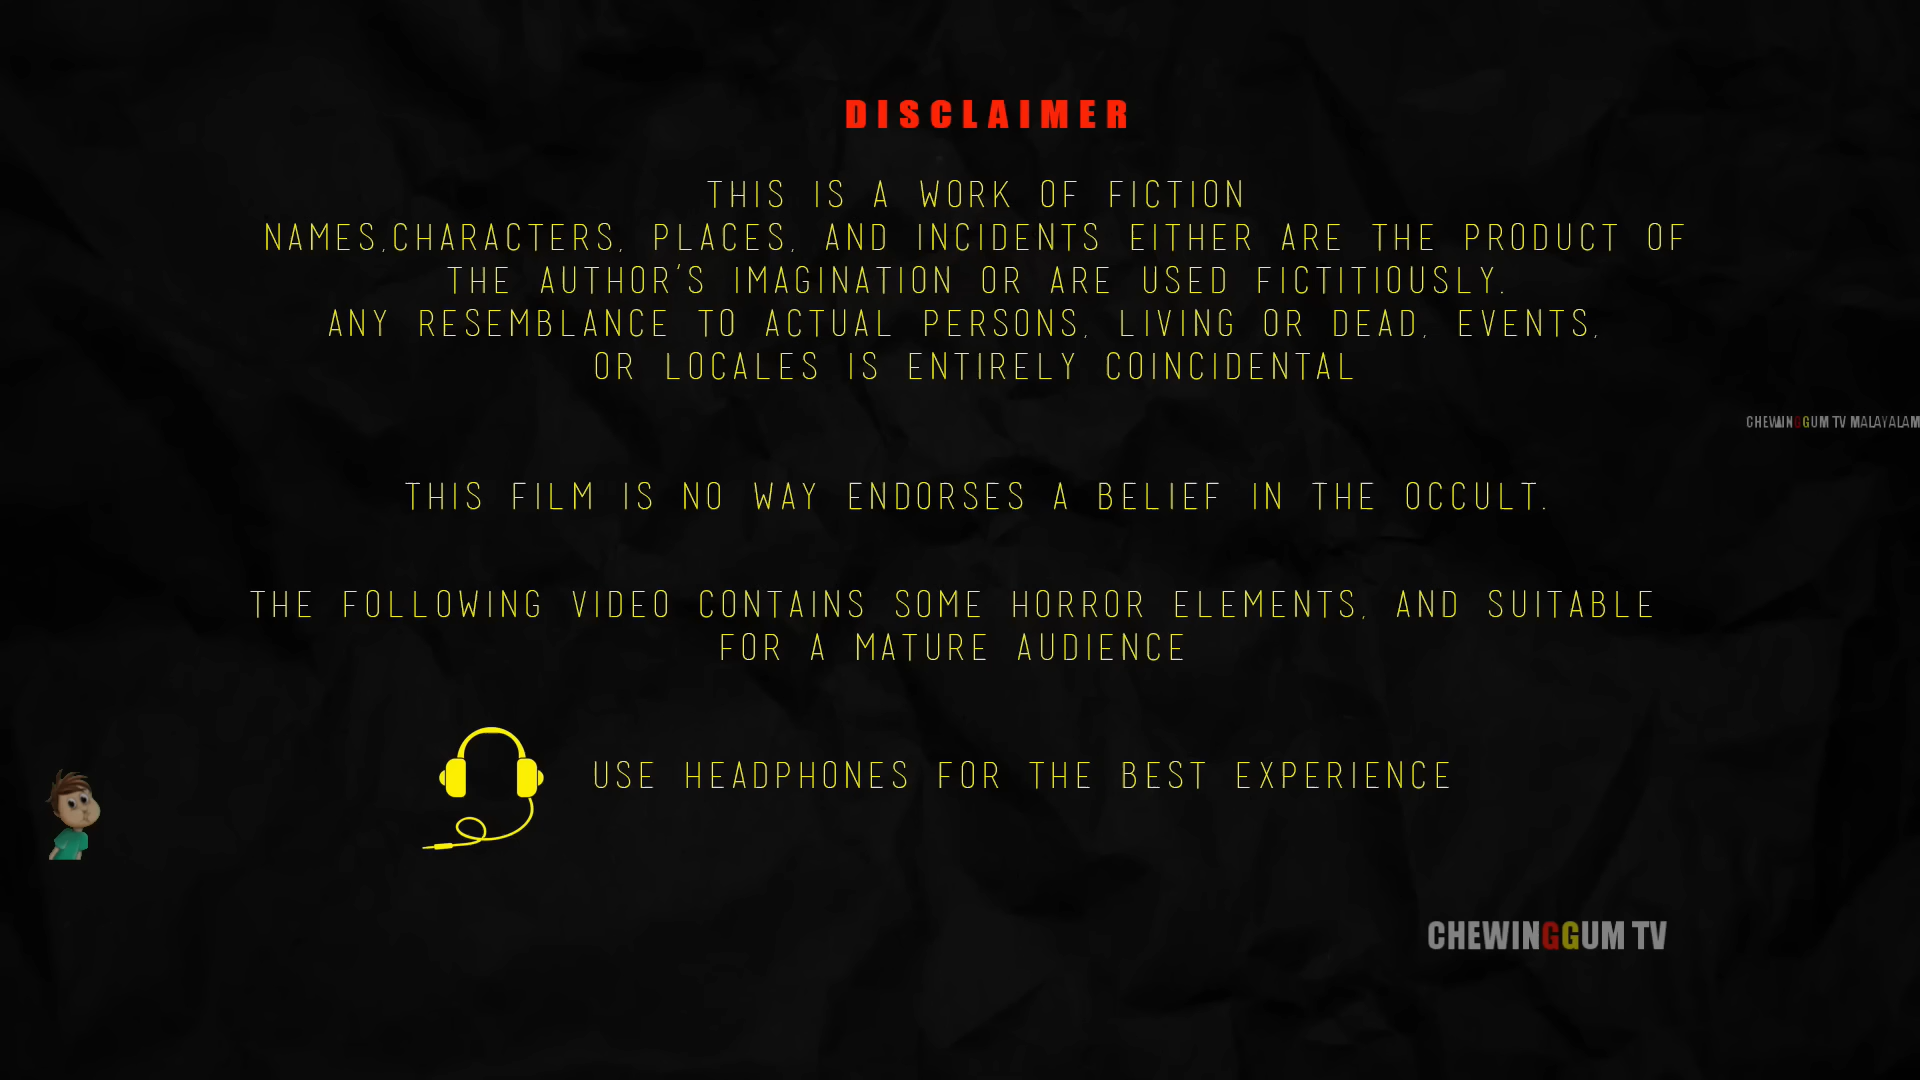 DISCLAIMER
THIS IS A WORK OF FICTION
NAMES,CHARACTERS, PLACES, AND INCIDENTS EITHER ARE THE PRODUCT OF
THE AUTHOR'S IMAGINATION OR ARE USED FICTITIOUSLY.
ANY RESEMBLANCE TO ACTUAL PERSONS, LIVING OR DEAD, EVENTS,
OR LOCALES IS ENTIRELY COINCIDENTAL
CHEWINGGUM TV MALAYALAM
THIS FILM IS NO WAY ENDORSES A BELIEF IN THE OCCULT.
THE FOLLOWING VIDEO CONTAINS SOME HORROR ELEMENTS, AND SUITABLE
FOR A MATURE AUDIENCE
USE HEADPHONES FOR THE BEST EXPERIENCE
CHEWINGGUM TV